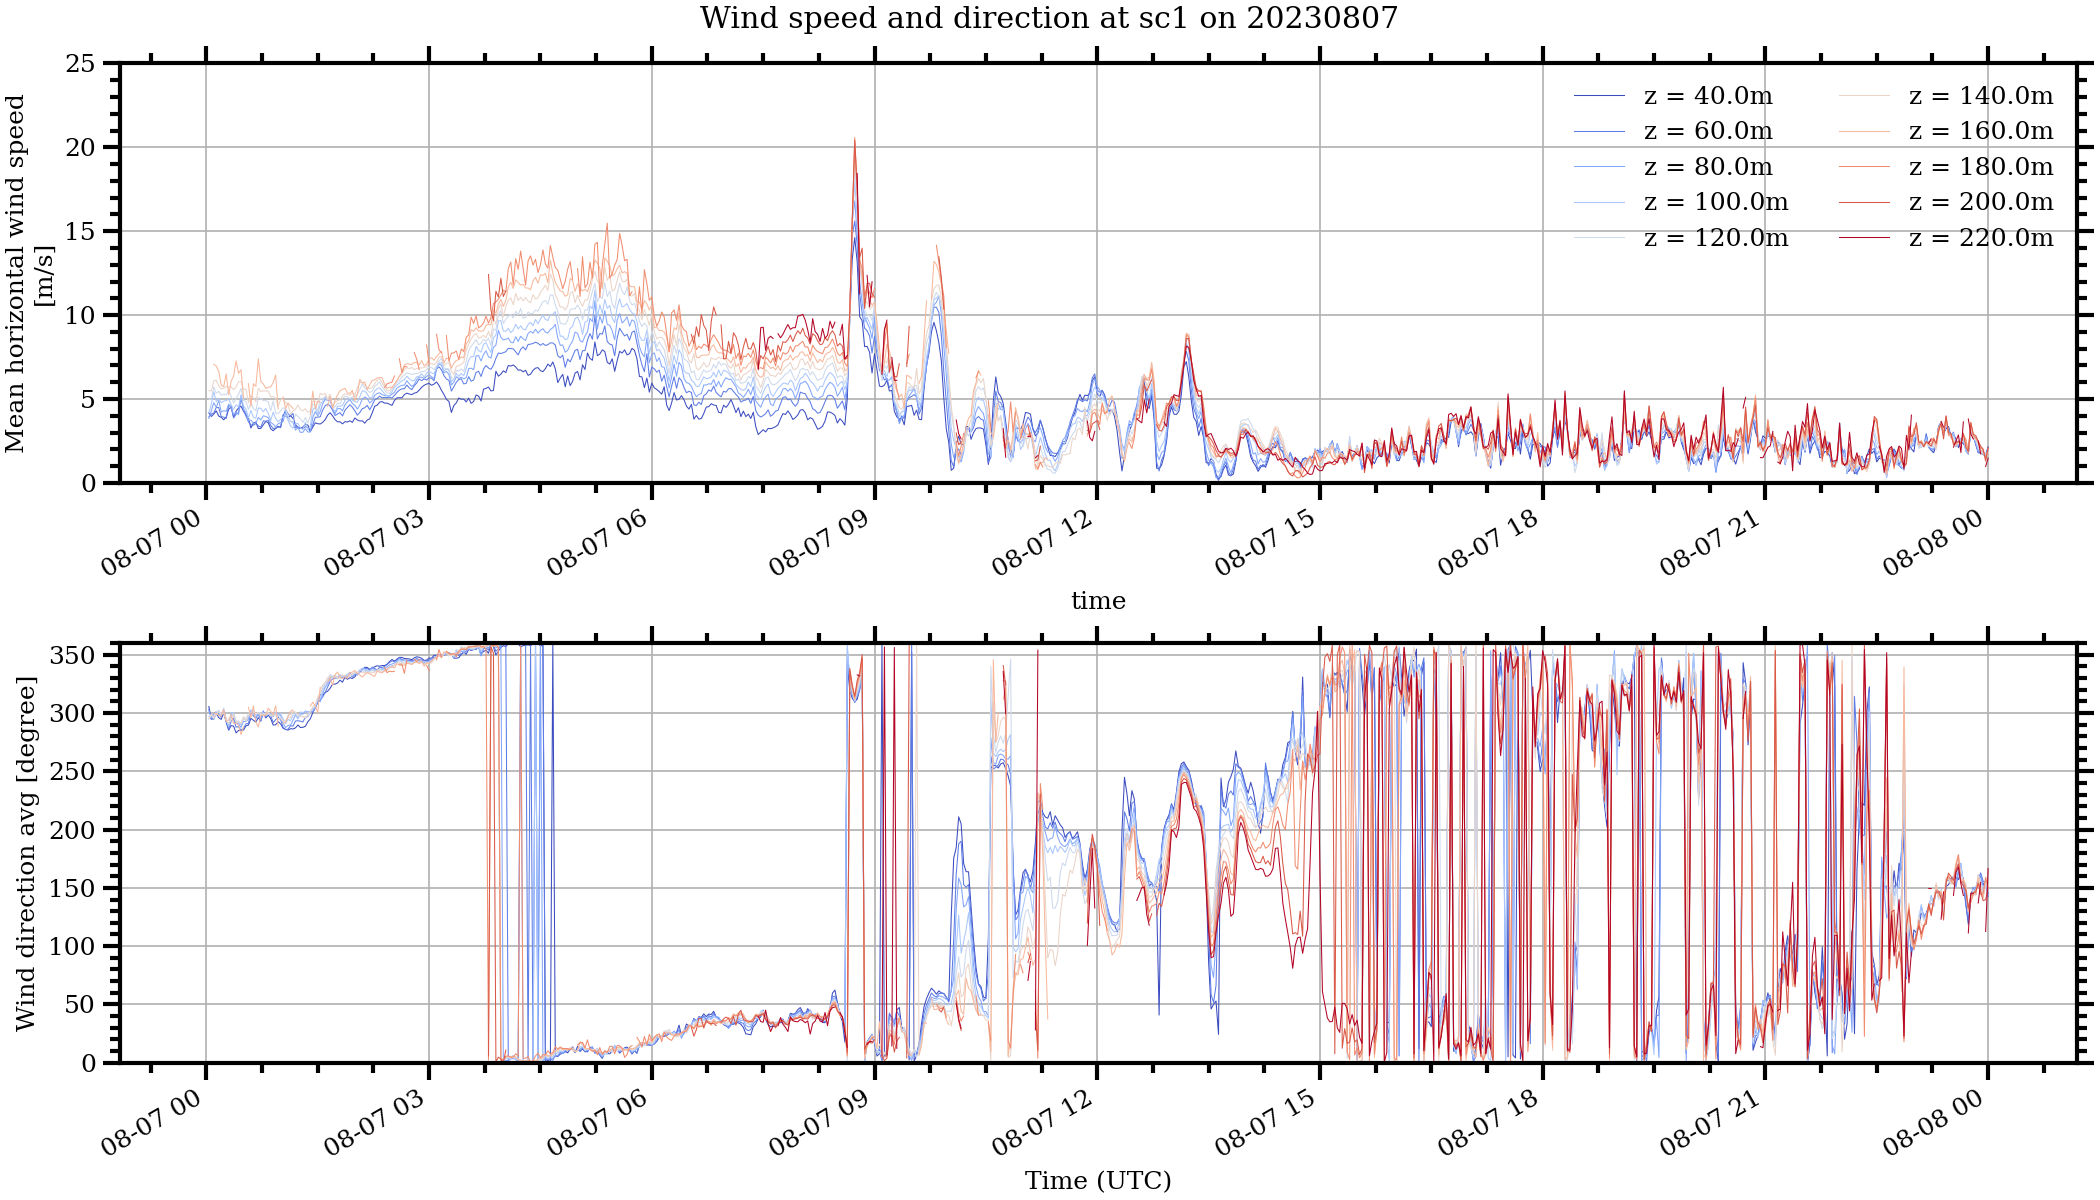 Wind speed and direction at sc1 on 20230807
Mean horizontal wind speed
[m/s]
25
20
15
10
5
0
z = 40.0m
z = 60.0m
z = 80.0m
z = 100.0m
z = 120.0m
z = 140.0m
z = 160.0m
z = 180.0m
z = 200.0m
z = 220.0m
08-07 00
08-07 03
08-07 06
08-07 09
08-07 12
08-07 15
08-07 18
08-07 21
08-08 00
time
Wind direction avg [degree]
350
300
250
200
150
100
50
0
08-07 00
08-07 03
08-07 06
08-07 09
08-07 12
08-07 15
08-07 18
08-07 21
08-08 00
Time (UTC)